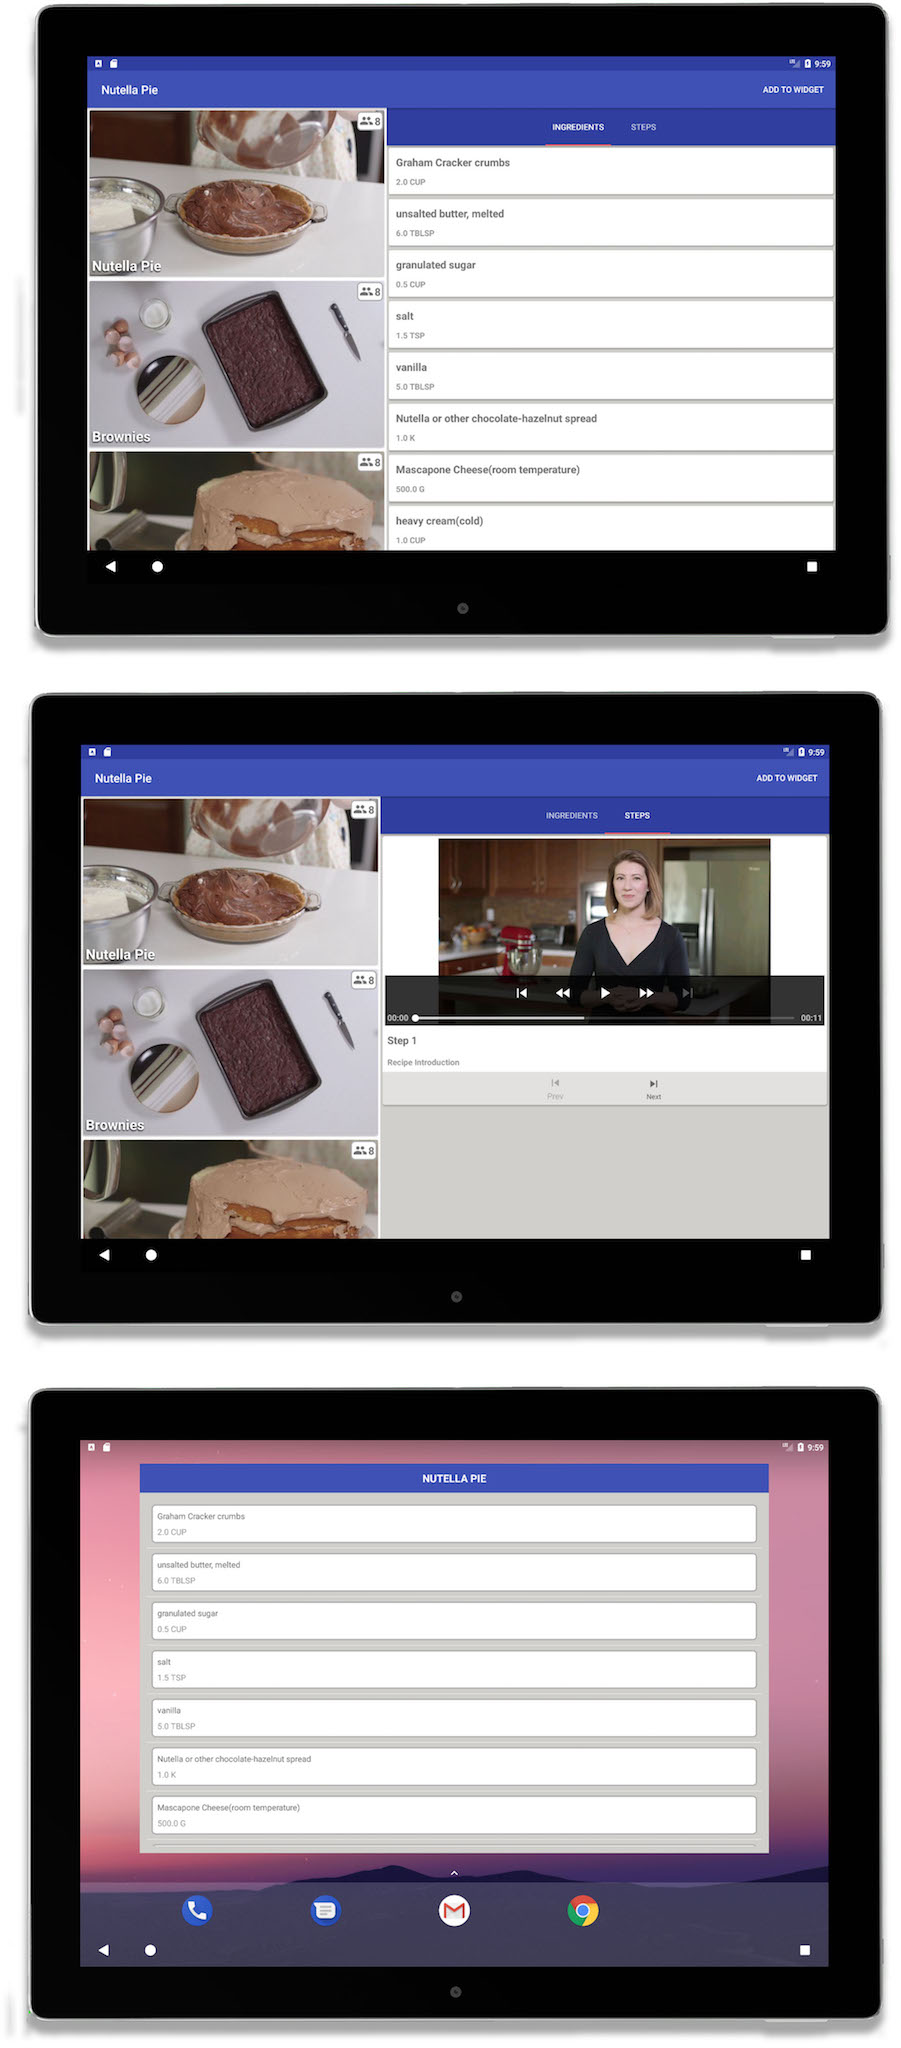 9:59
Nutella Pie
ADD TO WIDGET
8
Nutella Pie
8
Brownies
8
INGREDIENTS
STEPS
Graham Cracker crumbs
2.0 CUP
unsalted butter, melted
6.0 TBLSP
granulated sugar
0.5 CUP
salt
1.5 TSP
vanilla
5.0 TBLSP
Nutella or other chocolate-hazelnut spread
1.0 K
Mascapone Cheese(room temperature)
500.0 G
heavy cream(cold)
1.0 CUP
9:59
Nutella Pie
ADD TO WIDGET
8
Nutella Pie
8
Brownies
8
INGREDIENTS
STEPS
00:00
00:11
Step 1
Recipe Introduction
Prev
Next
9:59
NUTELLA PIE
Graham Cracker crumbs
2.0 CUP
unsalted butter, melted
6.0 TBLSP
granulated sugar
0.5 CUP
salt
1.5 TSP
vanilla
5.0 TBLSP
Nutella or other chocolate-hazelnut spread
1.0 K
Mascapone Cheese(room temperature)
500.0 G